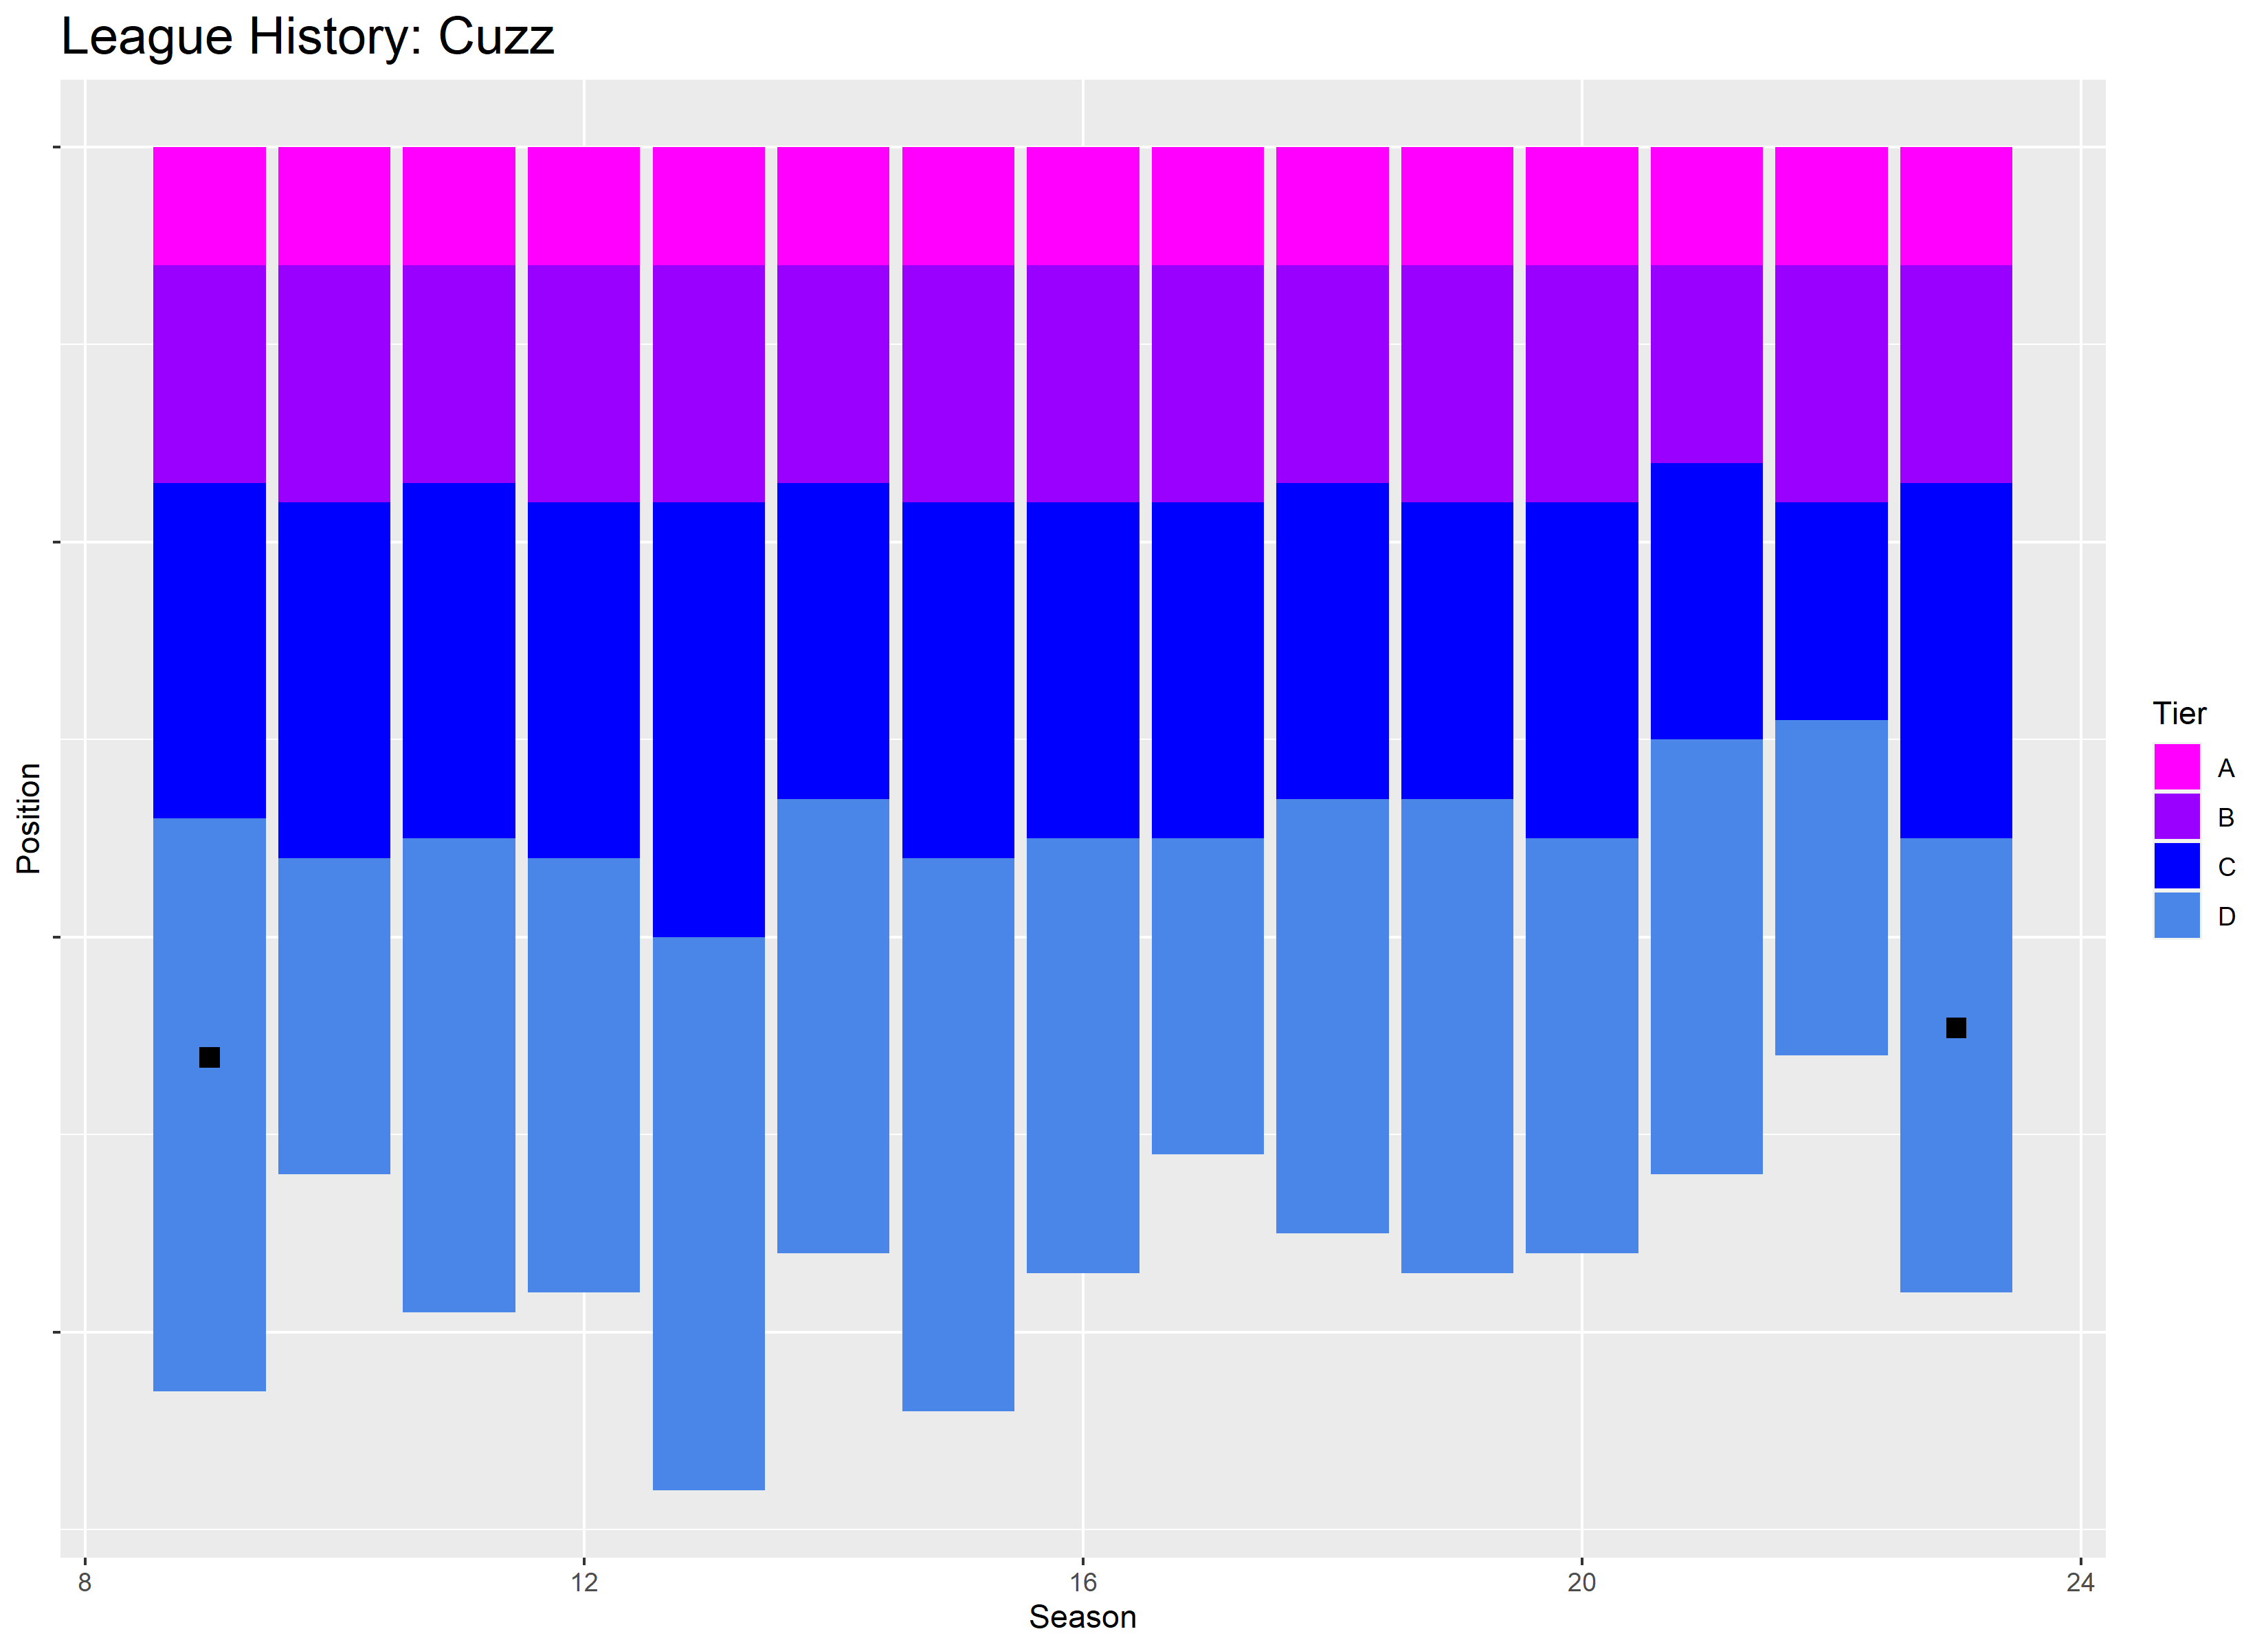 League History: Cuzz
Position
8
12
16
20
24
Season
Tier
A
B
C
D